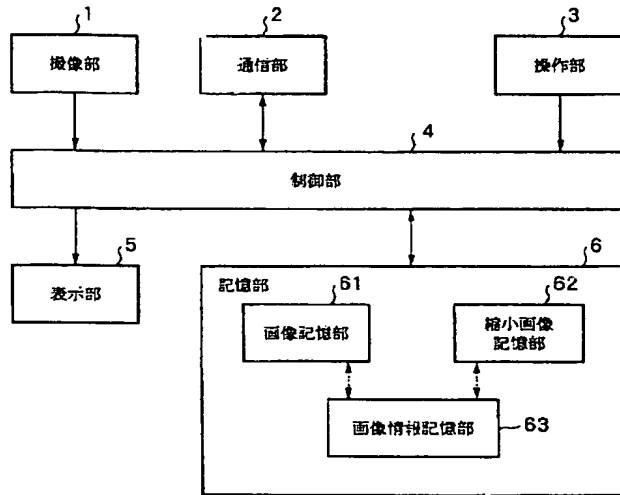 1
2
3
撮像部
通信部
操作部
4
制御部
5
6
表示部
記憶部
61
62
画像記憶部
縮小画像
記憶部
画像情報記憶部
63